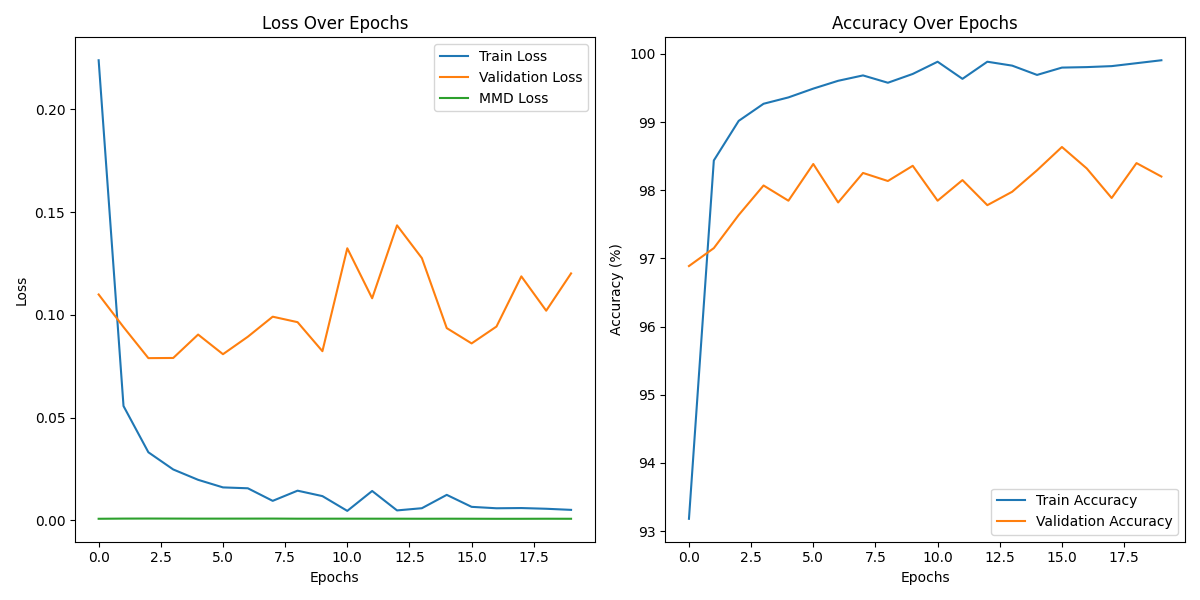 Loss Over Epochs
Train Loss
Validation Loss
MMD Loss
0.20
0.15
0.10
0.05
0.00
Loss
0.0 2.5 5.0 7.5 10.0 12.5 15.0 17.5
Epochs
Accuracy Over Epochs
100
99
98
97
96
95
94
93
Accuracy (%)
Train Accuracy
Validation Accuracy
0.0 2.5 5.0 7.5 10.0 12.5 15.0 17.5
Epochs